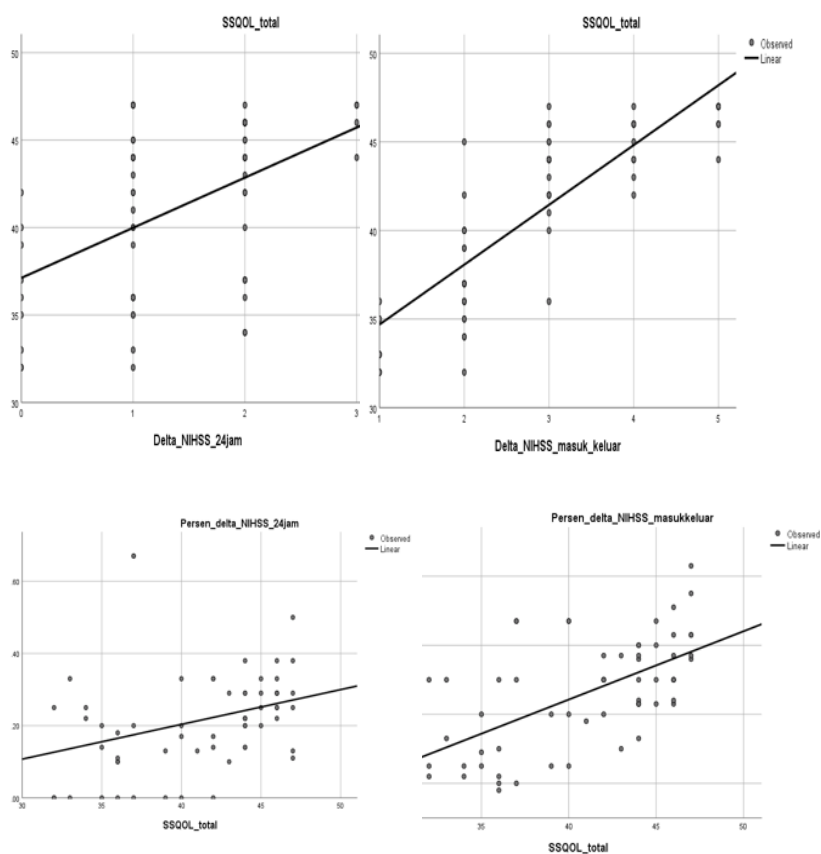 SSQOL_total
50
45
40
35
30
0 1 2 3
Delta_NIHSS_24jam
SSQOL_total
Observed
Linear
50
45
40
35
30
1 2 3 4 5
Delta_NIHSS_masuk_keluar
Persen_delta_NIHSS_24jam
Observed
Linear
.60
.40
.20
.00
30 35 40 45 50
SSQOL_total
Persen_delta_NIHSS_masukkeluar
Observed
Linear
35 40 45 50
SSQOL_total